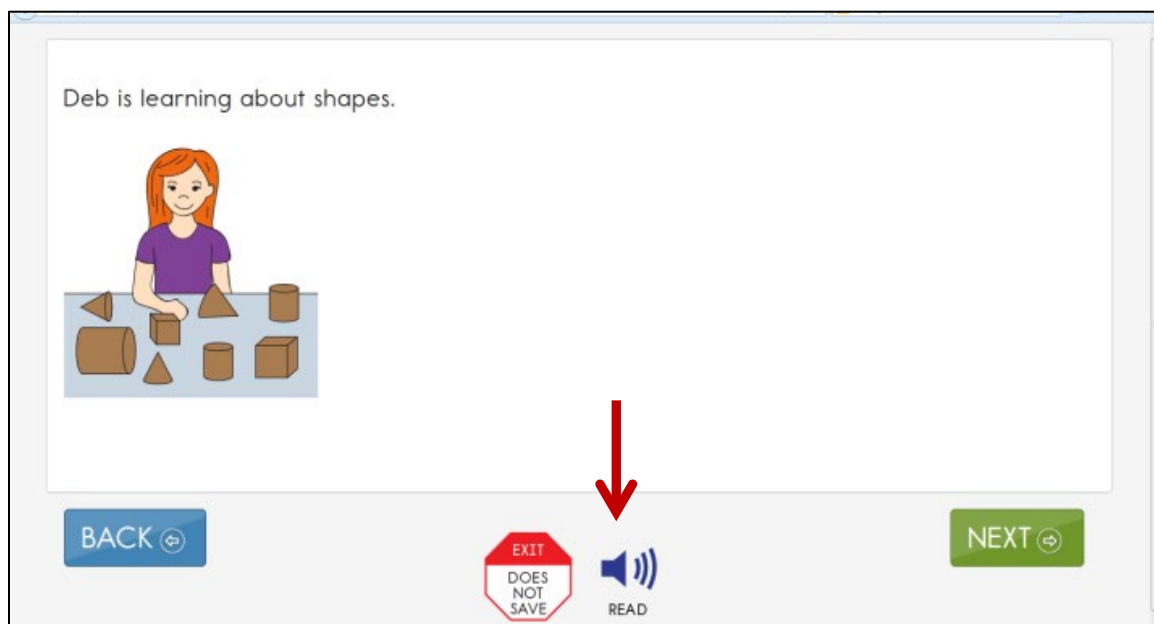 Deb is learning about shapes.
BACK
EXIT
DOES
NOT
SAVE
READ
NEXT